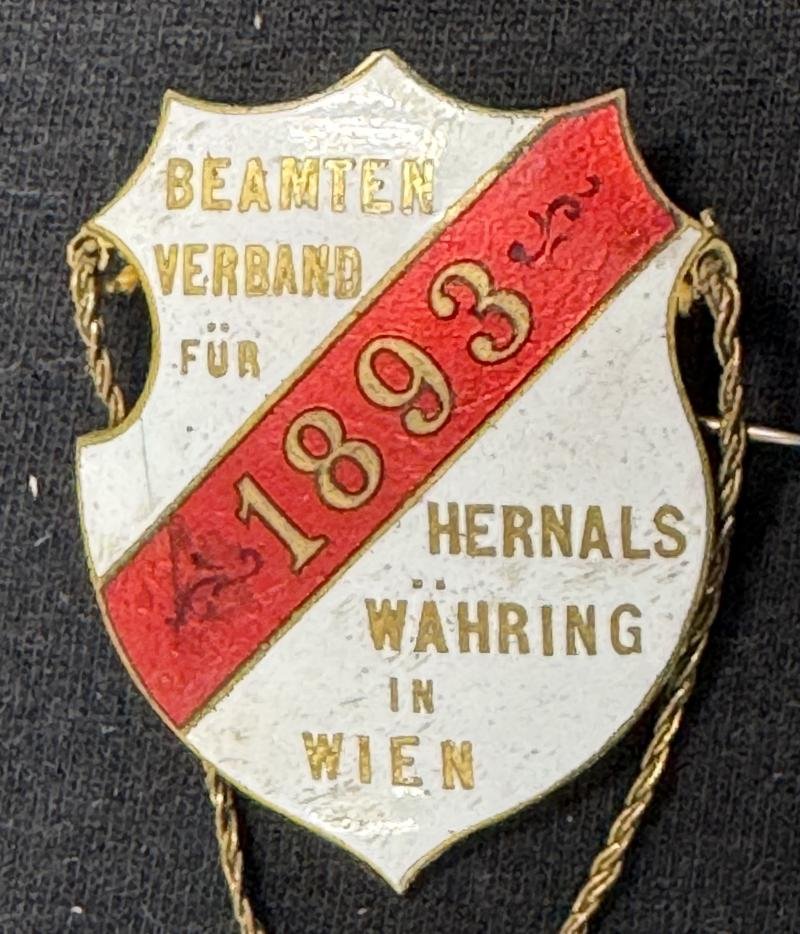 BEAMTEN
VERBAND
FÜR
1893
HERNALS
WÄHRING
IN
WIEN